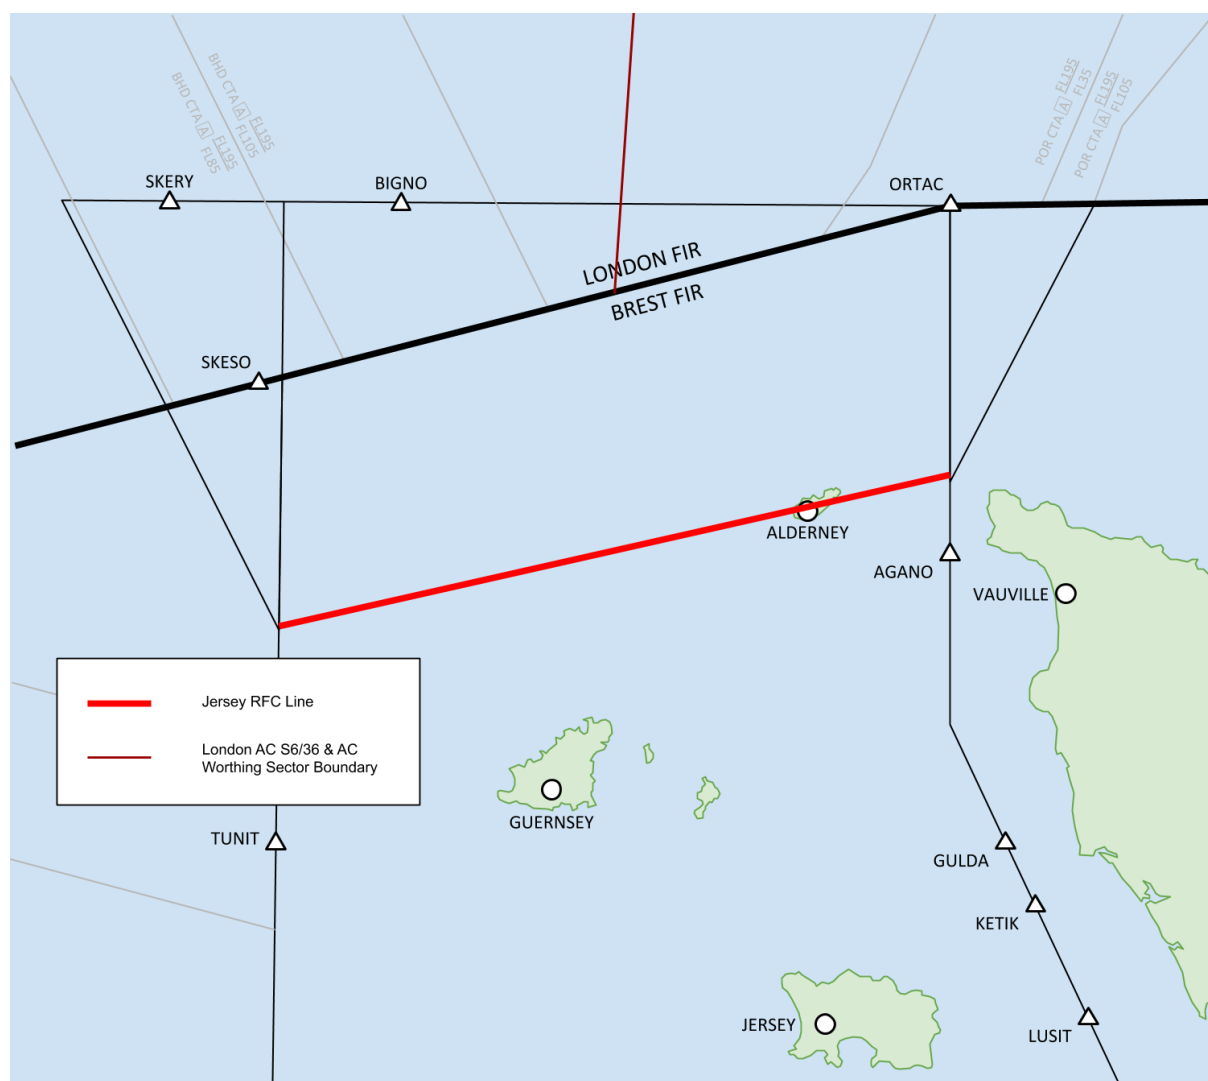 BHD CTA A FL195
FL105
BHD CTA A FL195
FL85
POR CTA A FL195
FL35
POR CTA A FL195
FL105
SKERY
BIGNO
ORTAC
LONDON FIR
BREST FIR
SKESO
ALDERNEY
AGANO
VAUVILLE
Jersey RFC Line
London AC S6/36 & AC
Worthing Sector Boundary
GUERNSEY
TUNIT
GULDA
KETIK
JERSEY
LUSIT